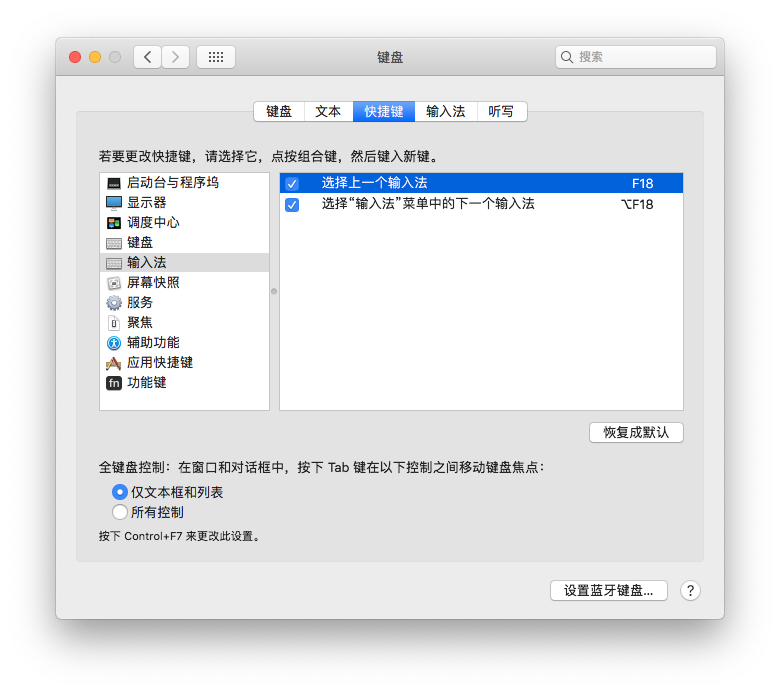 键盘
搜索
键盘 文本 快捷键 输入法 听写
若要更改快捷键，请选择它，点按组合键，然后键入新键。
启动台与程序坞
显示器
调度中心
键盘
输入法
屏幕快照
服务
聚焦
辅助功能
应用快捷键
fn 功能键
选择上一个输入法 F18
选择“输入法”菜单中的下一个输入法 ⌥F18
恢复成默认
全键盘控制：在窗口和对话框中，按下 Tab 键在以下控制之间移动键盘焦点：
仅文本框和列表
所有控制
按下 Control+F7 来更改此设置。
设置蓝牙键盘... ?